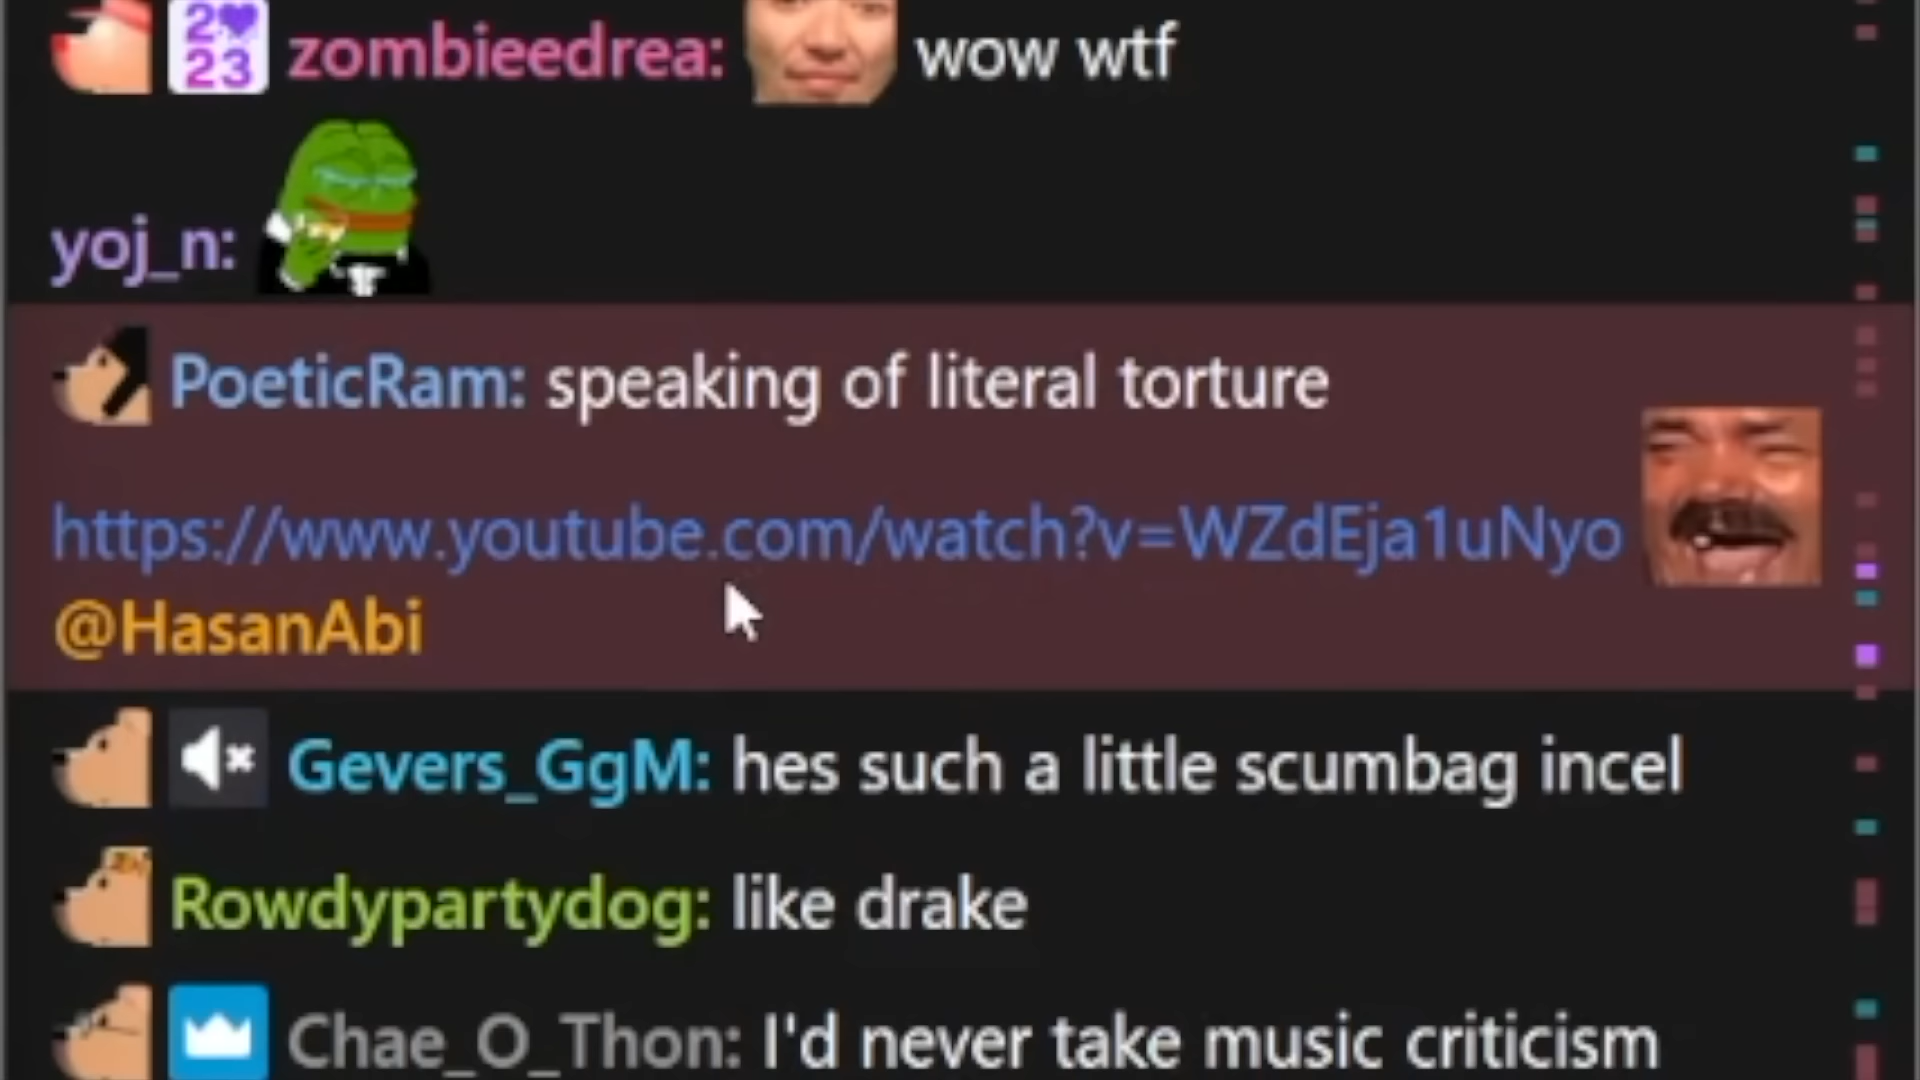 2023 zombieedrea: wow wtf
yoj_n:
PoeticRam: speaking of literal torture
https://www.youtube.com/watch?v=WZdEja1uNyo
@HasanAbi
Gevers_GgM: hes such a little scumbag incel
Rowdypartydog: like drake
Chae_O_Thon: I'd never take music criticism